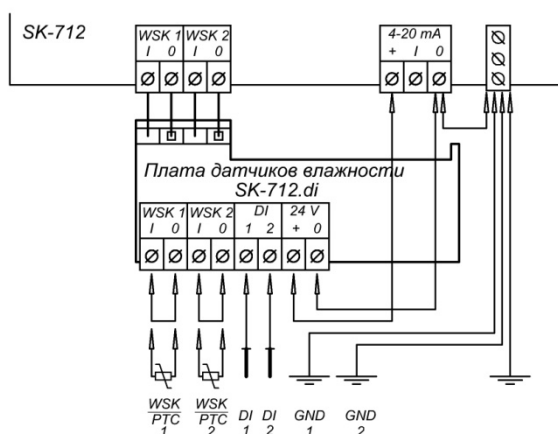 SK-712
WSK 1 WSK 2
I 0 I 0
4-20 mA
+ I 0
Плата датчиков влажности
SK-712.di
WSK 1 WSK 2 DI 24 V
I 0 I 0 1 2 + 0
WSK WSK
PTC PTC DI DI GND GND
1 2 1 2 1 2